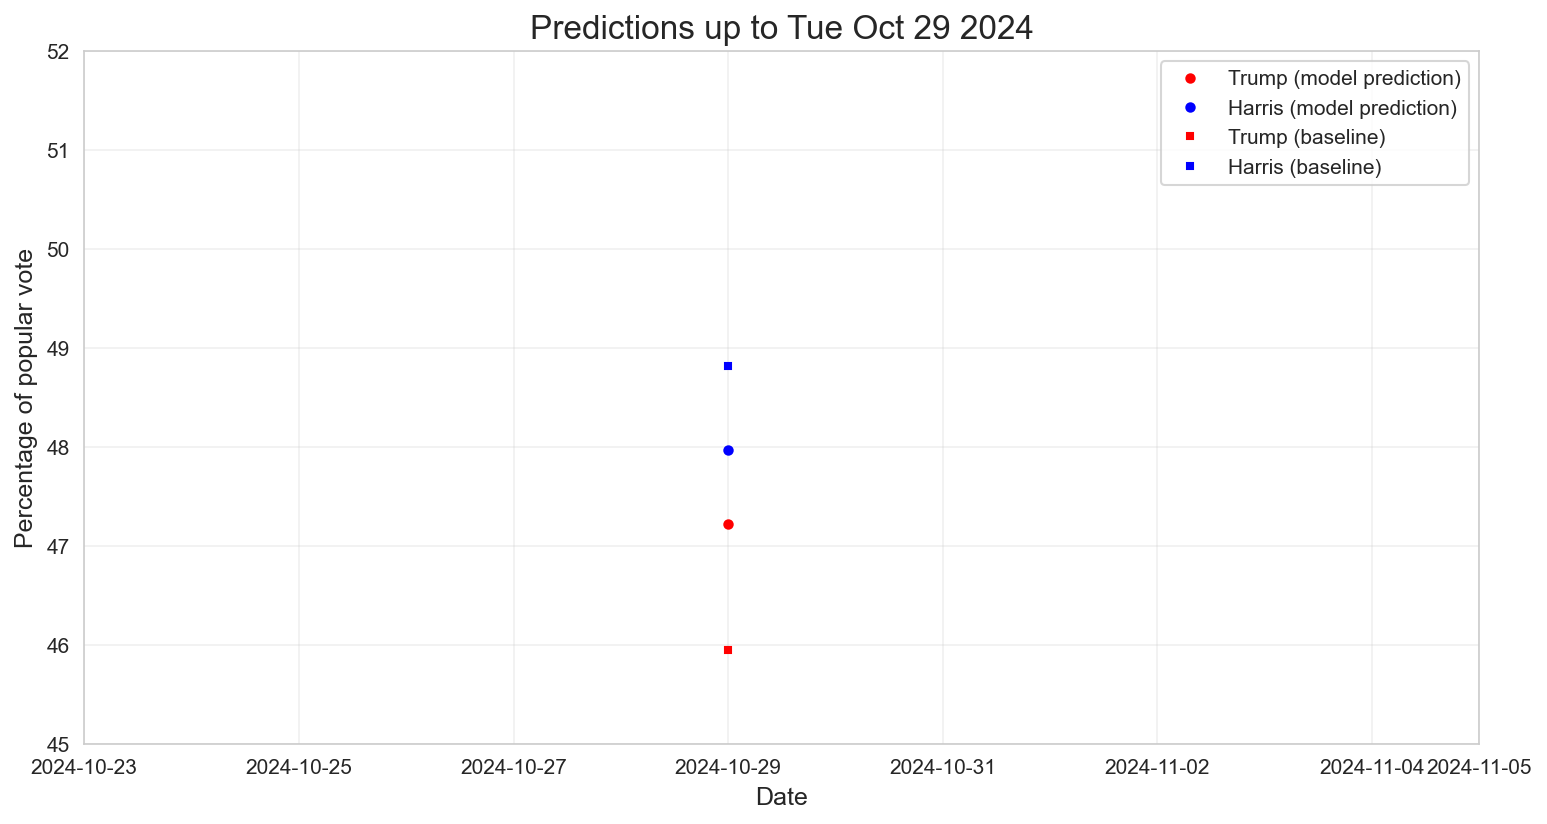 Predictions up to Tue Oct 29 2024
Trump (model prediction)
Harris (model prediction)
Trump (baseline)
Harris (baseline)
Percentage of popular vote
52
51
50
49
48
47
46
45
2024-10-23
2024-10-25
2024-10-27
2024-10-29
2024-10-31
2024-11-02
2024-11-04
2024-11-05
Date